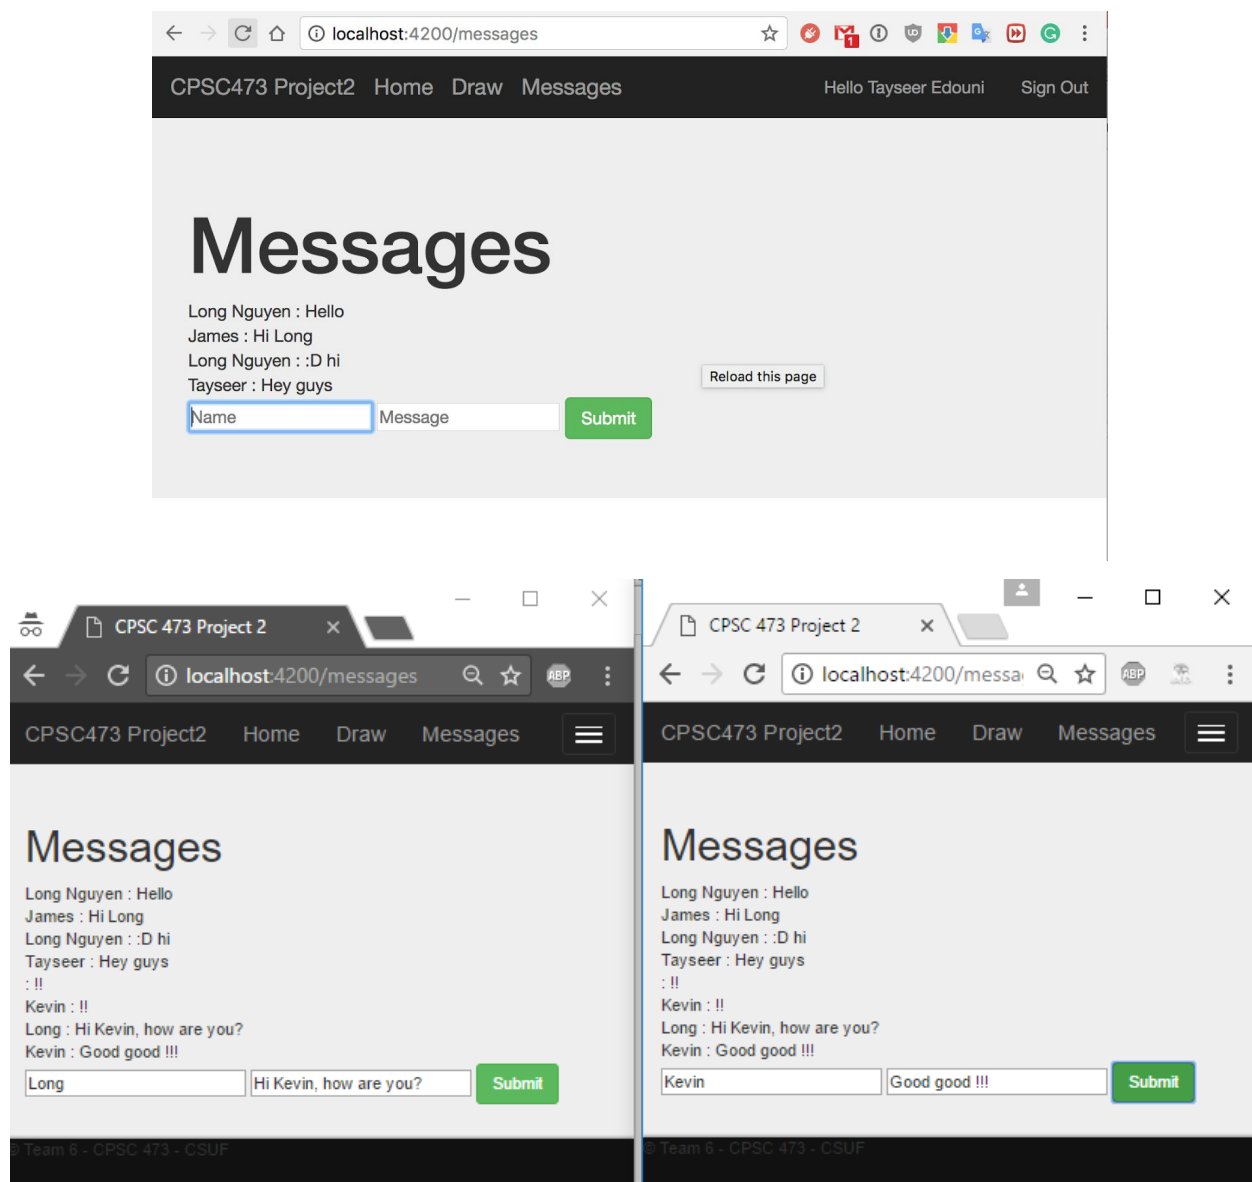 localhost:4200/messages
1
CPSC473 Project2 Home Draw Messages Hello Tayseer Edouni Sign Out
Messages
Long Nguyen : Hello
James : Hi Long
Long Nguyen : :D hi
Tayseer : Hey guys
Reload this page
Name Message Submit
CPSC 473 Project 2
localhost:4200/messages ABP
CPSC473 Project2 Home Draw Messages
Messages
Long Nguyen : Hello
James : Hi Long
Long Nguyen : :D hi
Tayseer : Hey guys
: !!
Kevin : !!
Long : Hi Kevin, how are you?
Kevin : Good good !!!
Long Hi Kevin, how are you? Submit
© Team 6 - CPSC 473 - CSUF
CPSC 473 Project 2
localhost:4200/messa ABP
CPSC473 Project2 Home Draw Messages
Messages
Long Nguyen : Hello
James : Hi Long
Long Nguyen : :D hi
Tayseer : Hey guys
: !!
Kevin : !!
Long : Hi Kevin, how are you?
Kevin : Good good !!!
Kevin Good good !!! Submit
© Team 6 - CPSC 473 - CSUF